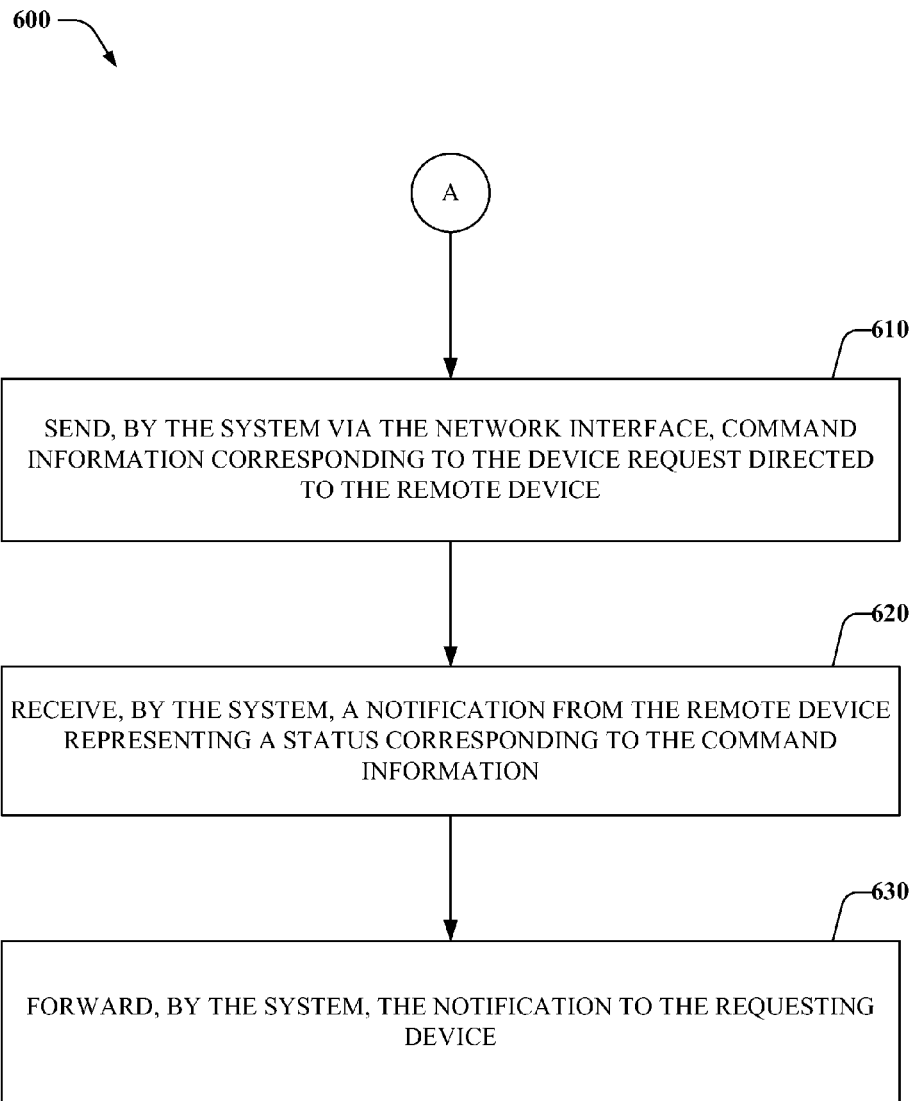 600
A
610
SEND, BY THE SYSTEM VIA THE NETWORK INTERFACE, COMMAND
INFORMATION CORRESPONDING TO THE DEVICE REQUEST DIRECTED
TO THE REMOTE DEVICE
620
RECEIVE, BY THE SYSTEM, A NOTIFICATION FROM THE REMOTE DEVICE
REPRESENTING A STATUS CORRESPONDING TO THE COMMAND
INFORMATION
630
FORWARD, BY THE SYSTEM, THE NOTIFICATION TO THE REQUESTING
DEVICE